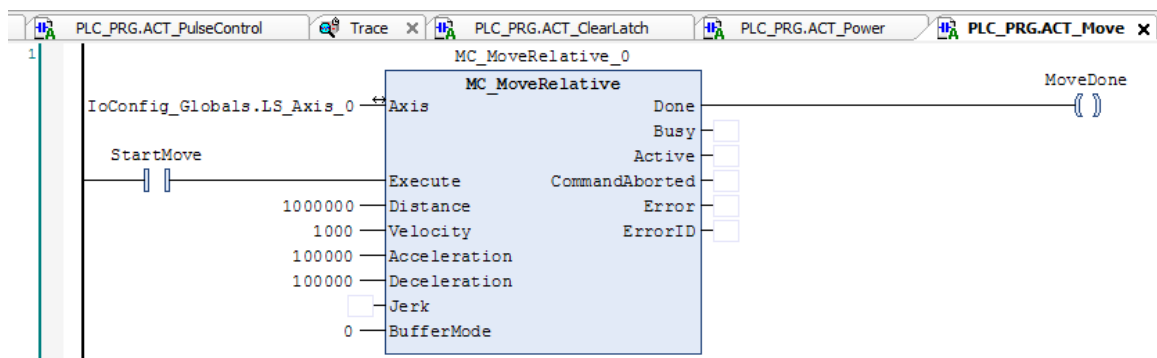 PLC_PRG.ACT_PulseControl Trace PLC_PRG.ACT_ClearLatch PLC_PRG.ACT_Power PLC_PRG.ACT_Move
1
MC_MoveRelative_0
MC_MoveRelative
MoveDone
IoConfig_Globals.LS_Axis_0 Axis Done
Busy
StartMove Active
Execute CommandAborted
1000000 Distance Error
1000 Velocity ErrorID
100000 Acceleration
100000 Deceleration
Jerk
0 BufferMode